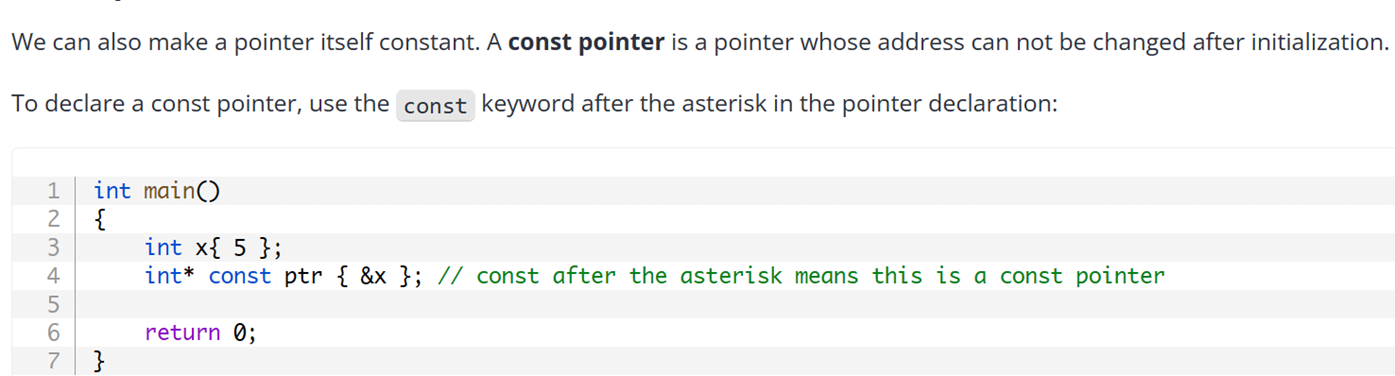 We can also make a pointer itself constant. A const pointer is a pointer whose address can not be changed after initialization.
To declare a const pointer, use the const keyword after the asterisk in the pointer declaration:
1 int main()
2 {
3     int x{ 5 };
4     int* const ptr { &x }; // const after the asterisk means this is a const pointer
5
6     return 0;
7 }